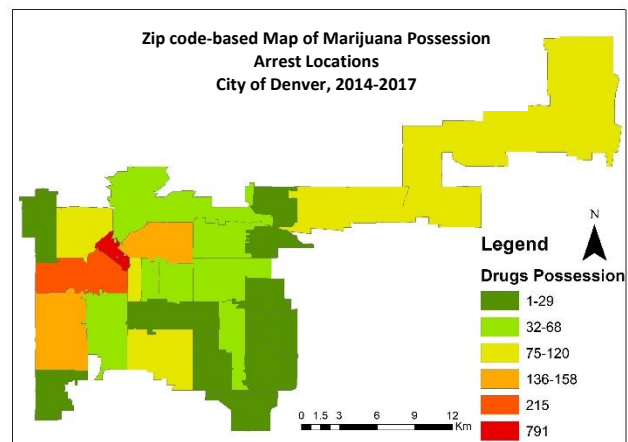 Zip code-based Map of Marijuana Possession
Arrest Locations
City of Denver, 2014-2017
N
Legend
Drugs Possession
1-29
32-68
75-120
136-158
215
791
0 1.5 3 6 9 12
Km